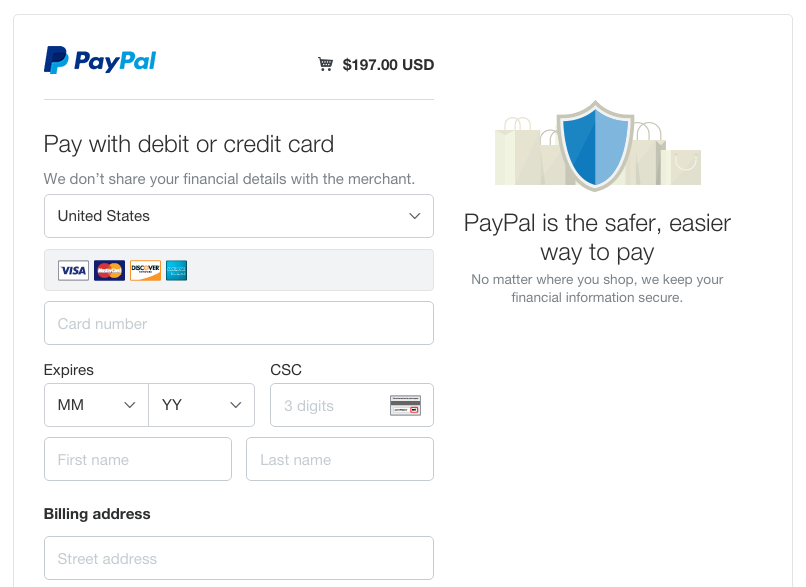 PayPal
$197.00 USD
Pay with debit or credit card
We don't share your financial details with the merchant.
United States
VISA MasterCard DISCOVER
Card number
Expires
CSC
MM
YY
3 digits
First name
Last name
Billing address
Street address
PayPal is the safer, easier
way to pay
No matter where you shop, we keep your
financial information secure.